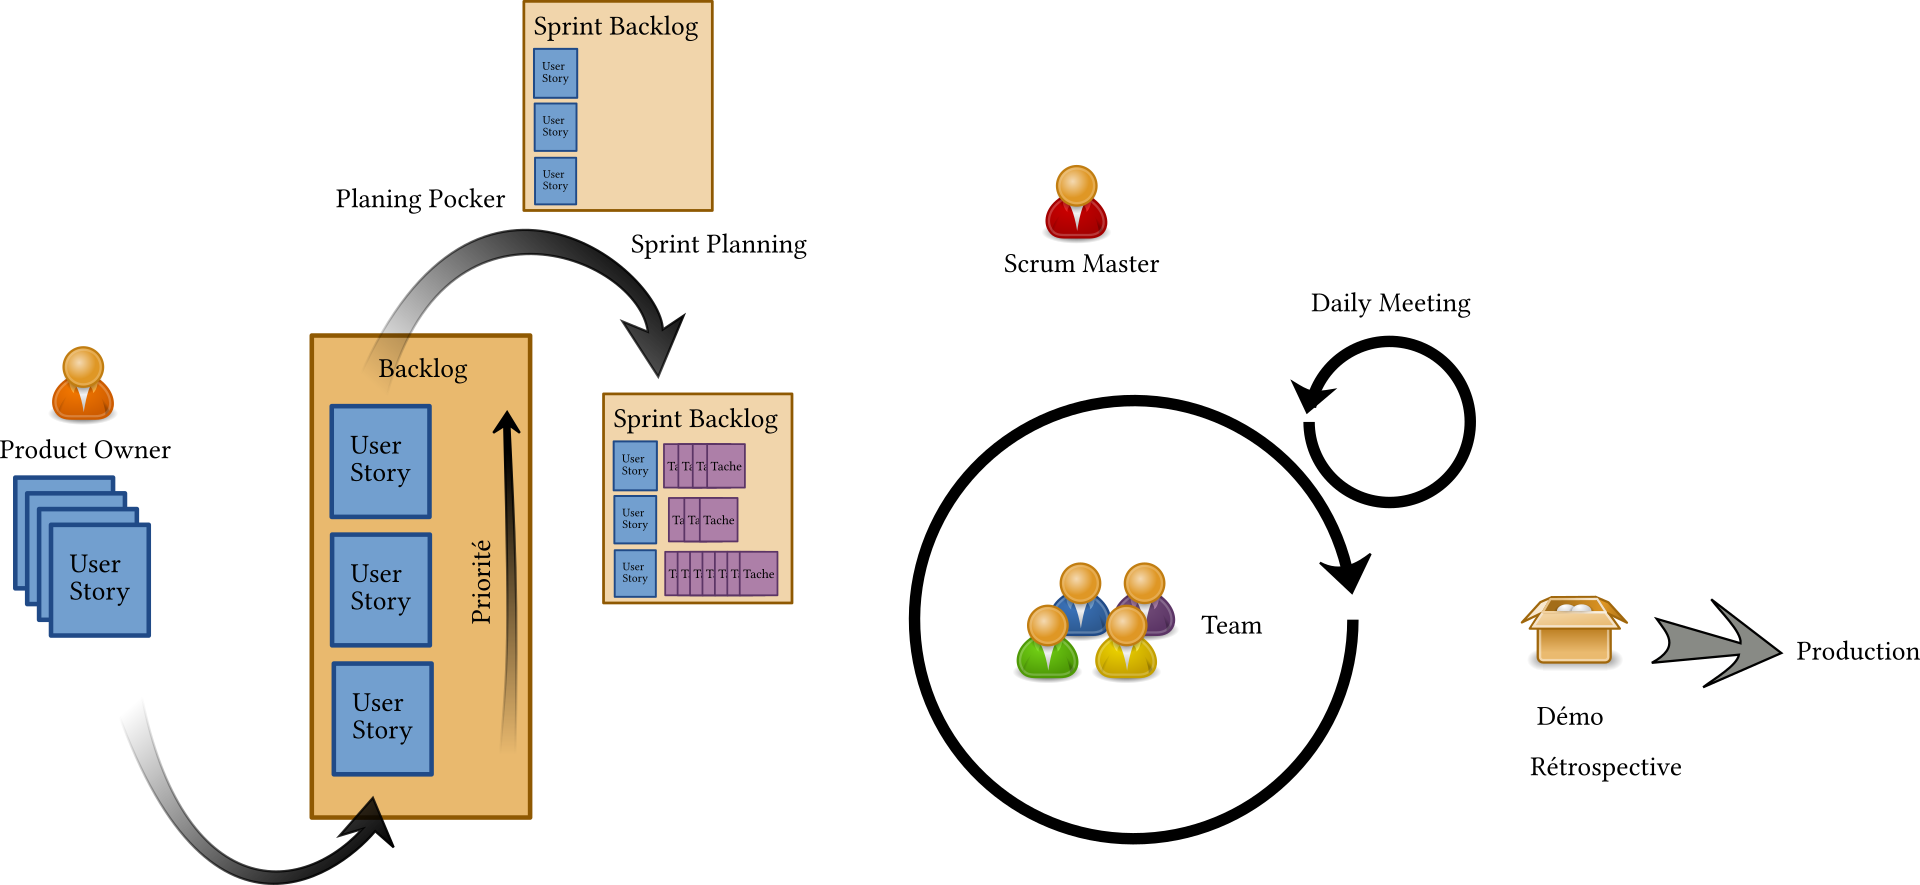 Sprint Backlog
User
Story
User
Story
User
Story
Planing Pocker
Sprint Planning
Product Owner
User
Story
Backlog
User
Story
User
Story
User
Story
Priorité
Sprint Backlog
User
Story
Ta Ta Ta Tache
User
Story
Ta Ta Tache
User
Story
T T T T T T Tache
Scrum Master
Daily Meeting
Team
Production
Démo
Rétrospective